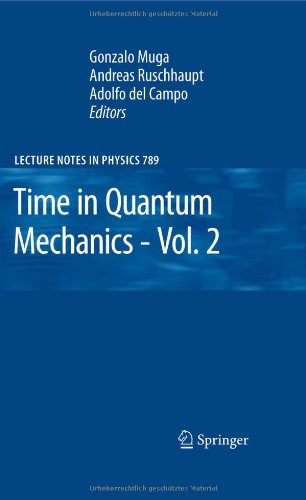 Urheberrechtlich geschütztes Material
Gonzalo Muga
Andreas Ruschhaupt
Adolfo del Campo
Editors
LECTURE NOTES IN PHYSICS 789
Time in Quantum
Mechanics - Vol. 2
Springer
Urheberrechtlich geschütztes Material